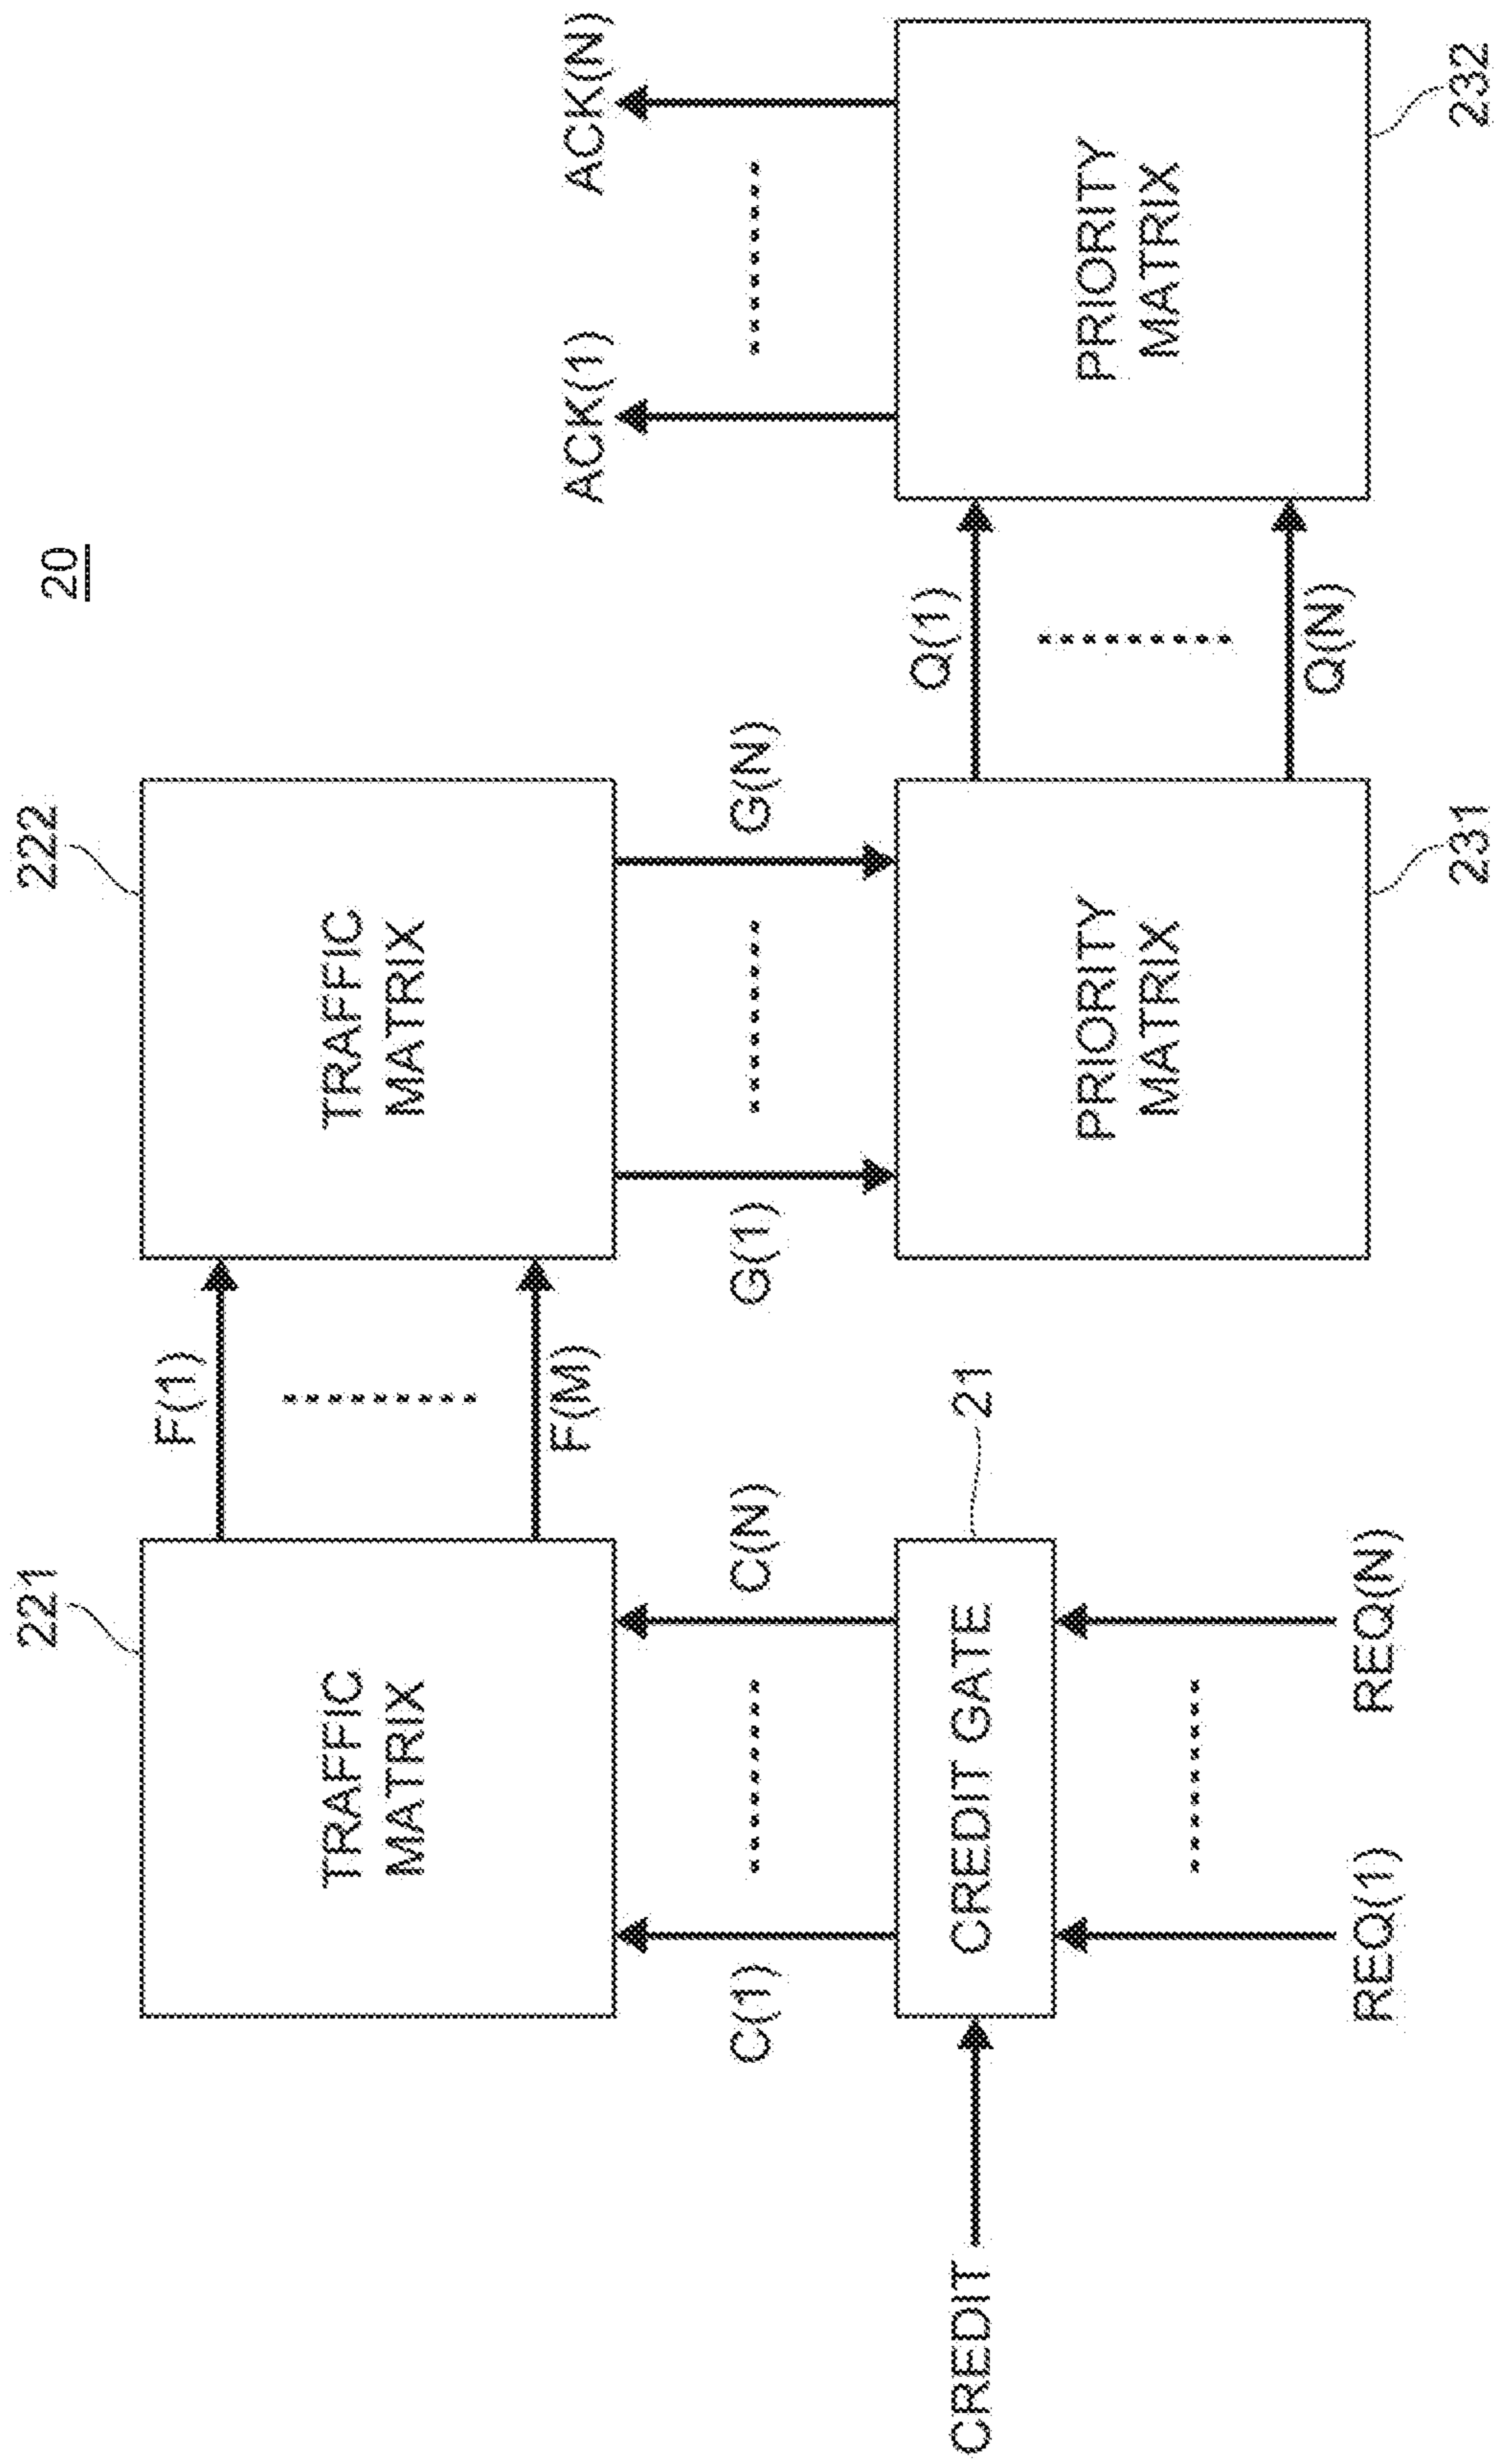 20
221
222
TRAFFIC
MATRIX
F(1)
F(M)
TRAFFIC
MATRIX
C(1)
C(N)
G(1)
G(N)
ACK(1)
ACK(N)
CREDIT
CREDIT GATE
21
PRIORITY
MATRIX
Q(1)
Q(N)
PRIORITY
MATRIX
REQ(1)
REQ(N)
231
232